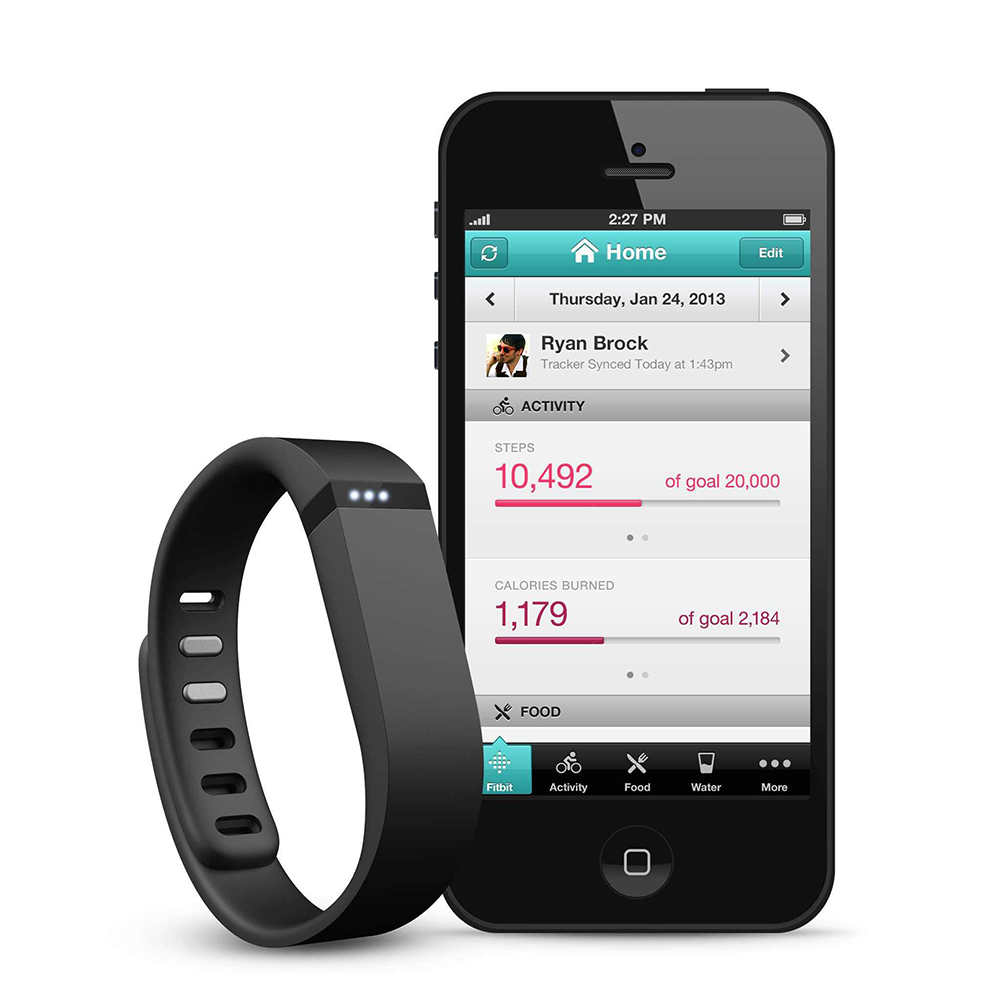 2:27 PM
Home
Edit
Thursday, Jan 24, 2013
Ryan Brock
Tracker Synced Today at 1:43pm
ACTIVITY
STEPS
10,492 of goal 20,000
CALORIES BURNED
1,179 of goal 2,184
FOOD
Fitbit Activity Food Water More